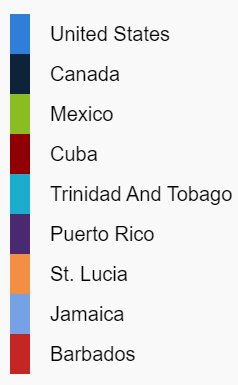 United States
Canada
Mexico
Cuba
Trinidad And Tobago
Puerto Rico
St. Lucia
Jamaica
Barbados